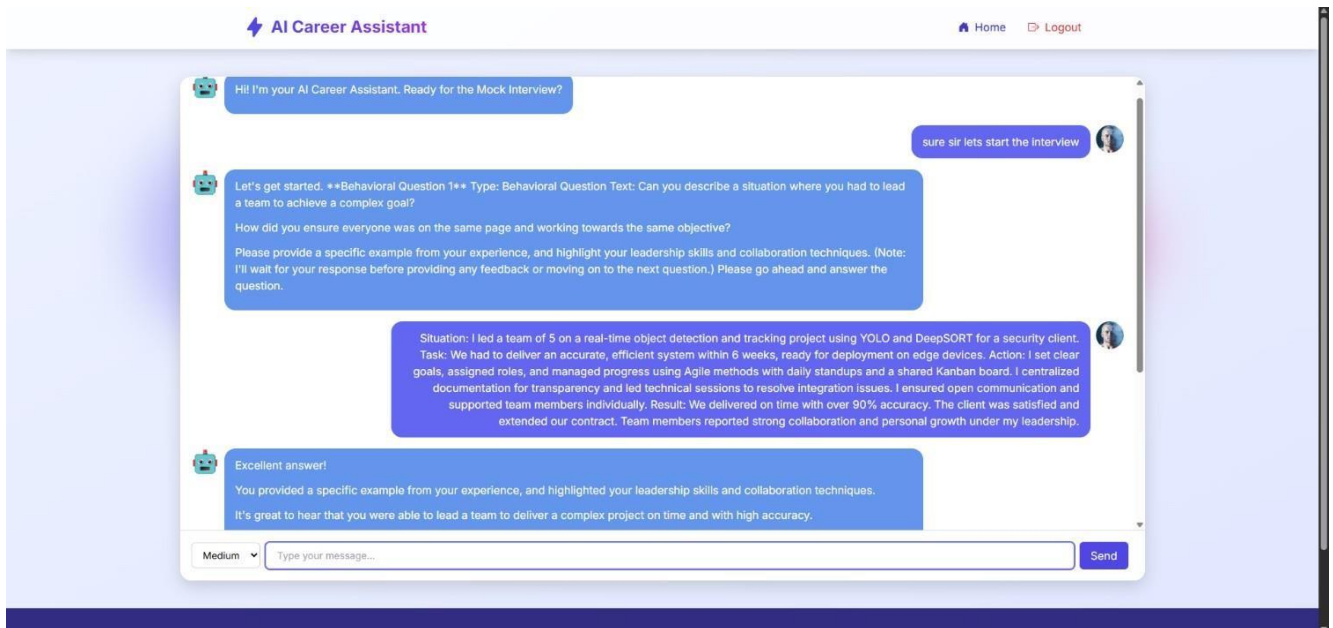 AI Career Assistant
Home
Logout
Hi! I'm your AI Career Assistant. Ready for the Mock Interview?
sure sir lets start the interview
Let's get started. **Behavioral Question 1** Type: Behavioral Question Text: Can you describe a situation where you had to lead
a team to achieve a complex goal?
How did you ensure everyone was on the same page and working towards the same objective?
Please provide a specific example from your experience, and highlight your leadership skills and collaboration techniques. (Note:
I'll wait for your response before providing any feedback or moving on to the next question.) Please go ahead and answer the
question.
Situation: I led a team of 5 on a real-time object detection and tracking project using YOLO and DeepSORT for a security client.
Task: We had to deliver an accurate, efficient system within 6 weeks, ready for deployment on edge devices. Action: I set clear
goals, assigned roles, and managed progress using Agile methods with daily standups and a shared Kanban board. I centralized
documentation for transparency and led technical sessions to resolve integration issues. I ensured open communication and
supported team members individually. Result: We delivered on time with over 90% accuracy. The client was satisfied and
extended our contract. Team members reported strong collaboration and personal growth under my leadership.
Excellent answer!
You provided a specific example from your experience, and highlighted your leadership skills and collaboration techniques.
It's great to hear that you were able to lead a team to deliver a complex project on time and with high accuracy.
Medium
Type your message...
Send